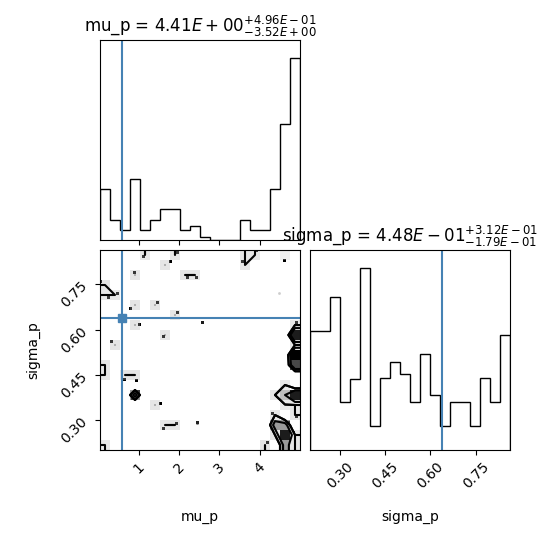 mu_p = 4.41E + 00+4.96E−01−3.52E+00
sigma_p = 4.48E − 01+3.12E−01−1.79E−01
sigma_p
0.75
0.60
0.45
0.30
1 2 3 4
mu_p
0.30 0.45 0.60 0.75
sigma_p